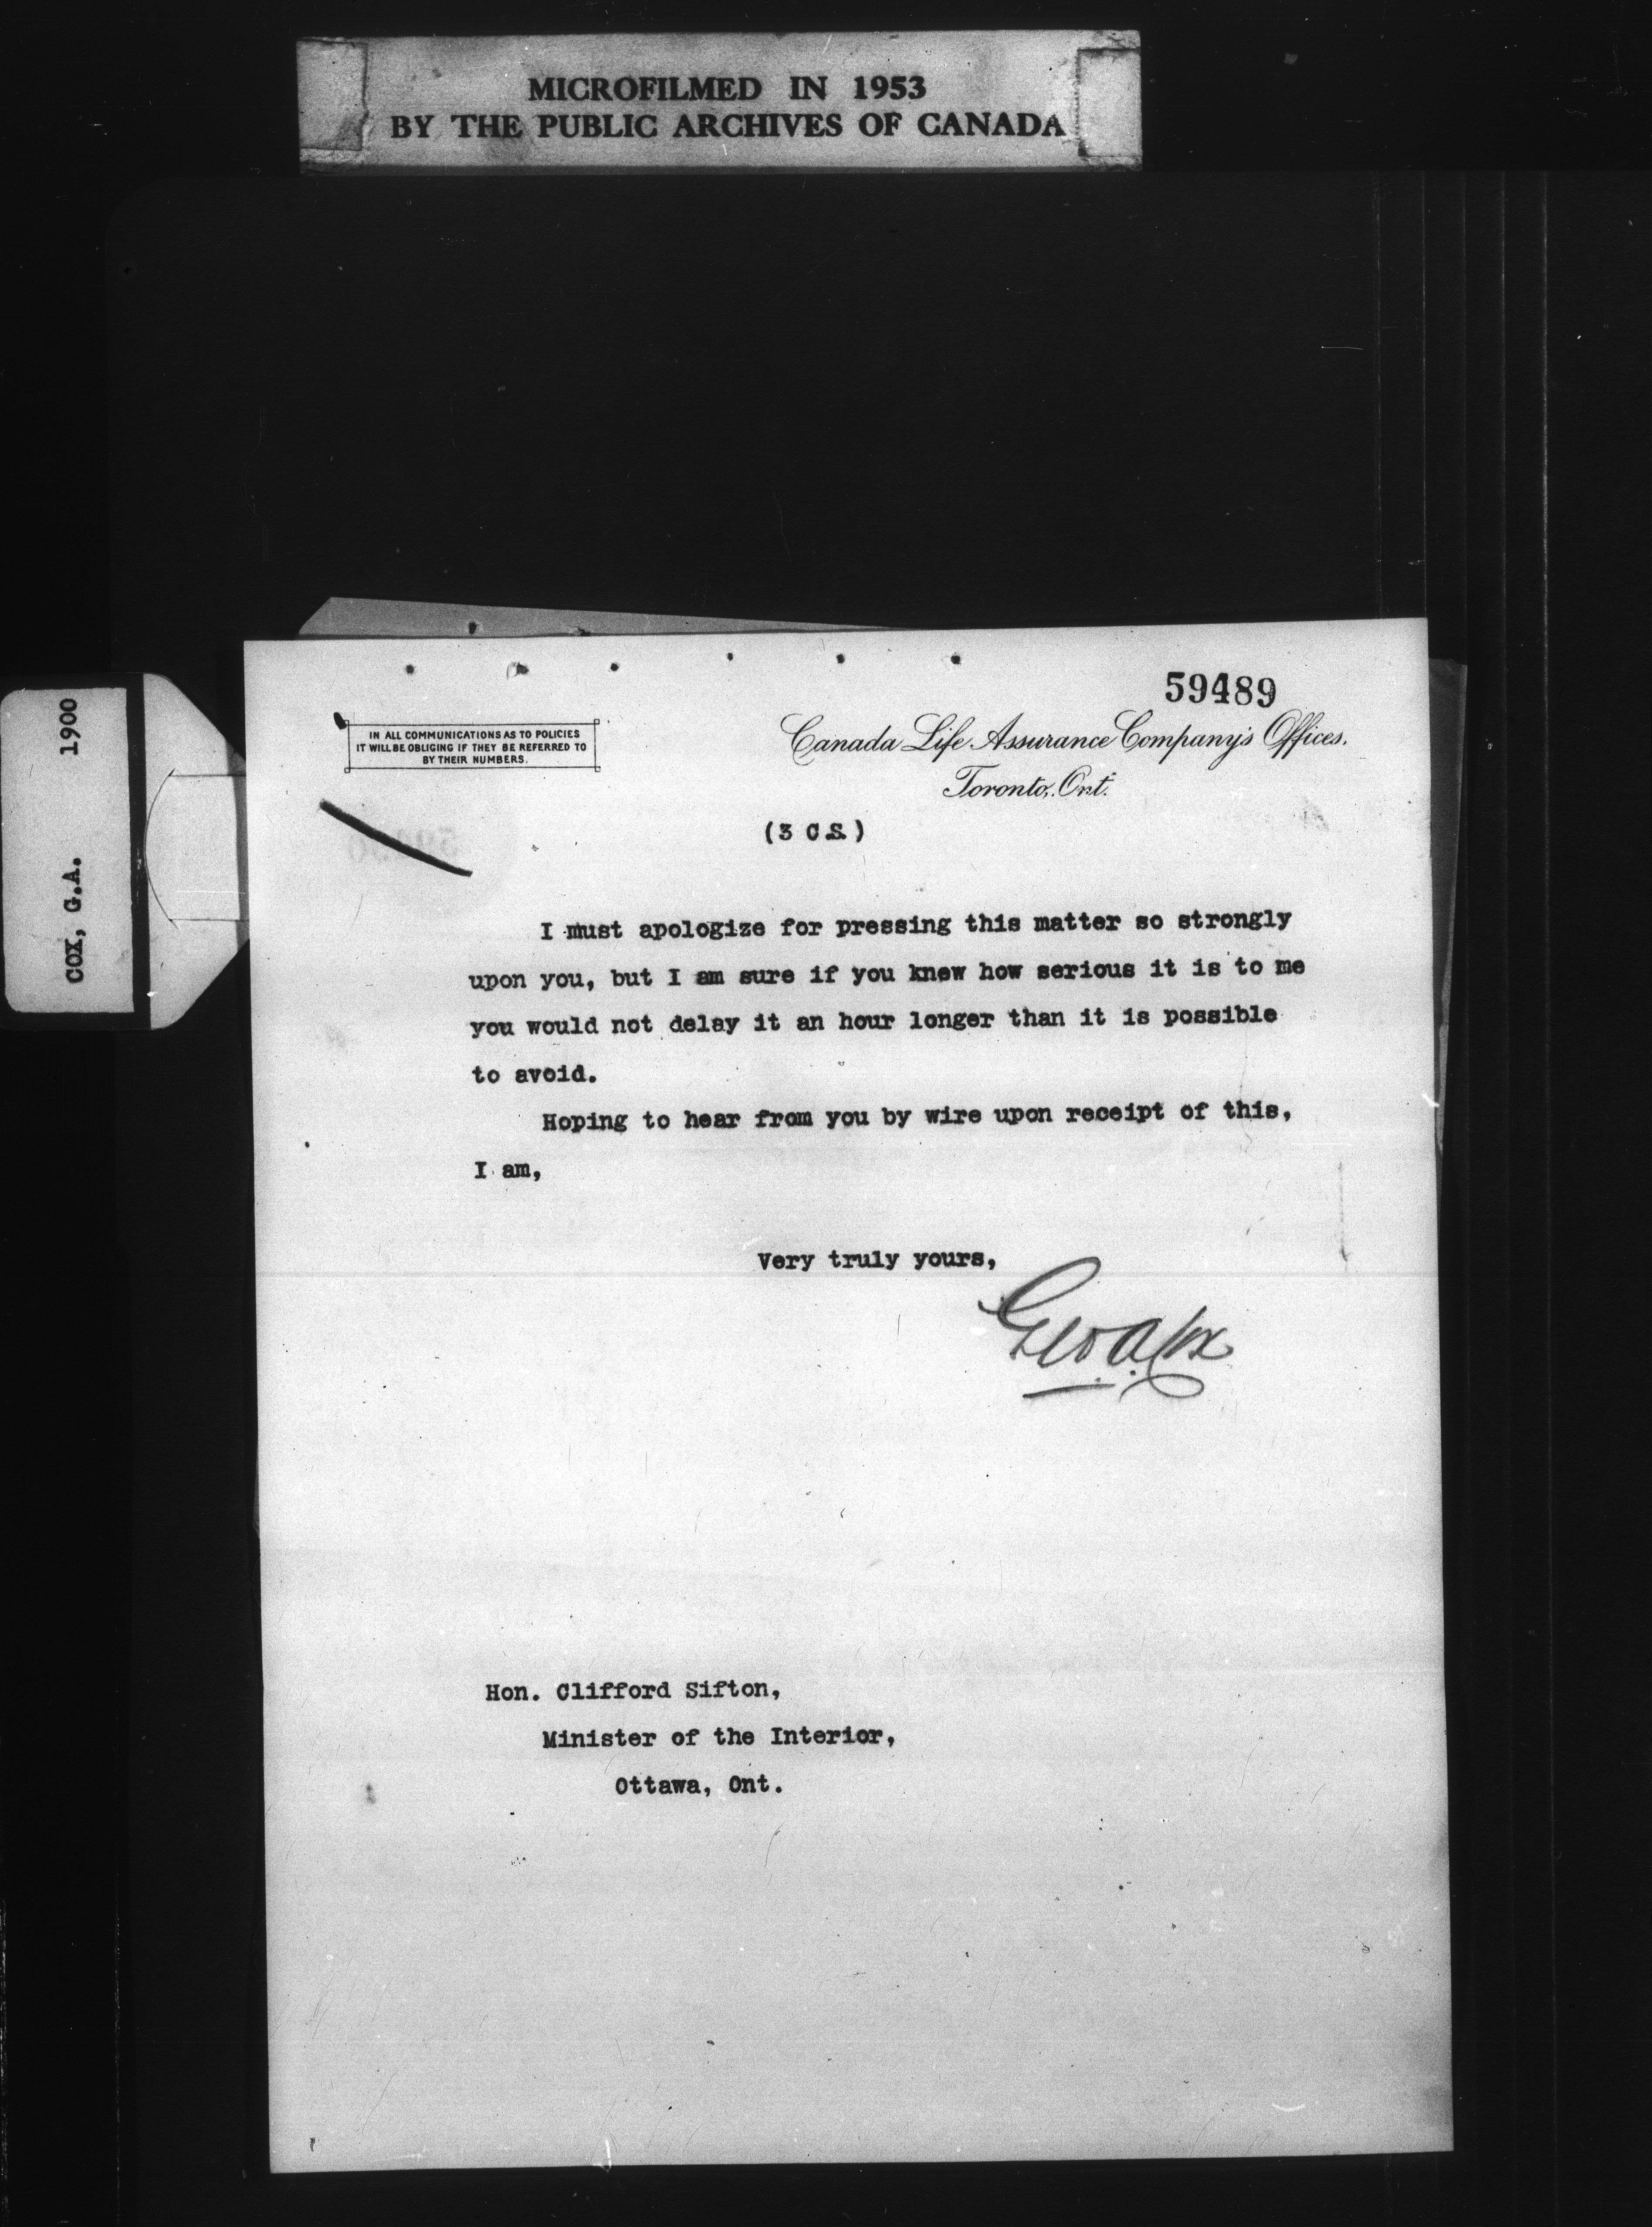 MICROFILMED IN 1953
BY THE PUBLIC ARCHIVES OF CANADA
COX, G.A. 1900
59489
IN ALL COMMUNICATIONS AS TO POLICIES
IT WILL BE OBLIGING IF THEY BE REFERRED TO
BY THEIR NUMBERS.
Canada Life Assurance Company's Offices.
Toronto, Ont.
(3 C.S.)
I must apologize for pressing this matter so strongly
upon you, but I am sure if you knew how serious it is to me
you would not delay it an hour longer than it is possible
to avoid.
Hoping to hear from you by wire upon receipt of this,
I am,
Very truly yours,
Geo. A. Cox
Hon. Clifford Sifton,
Minister of the Interior,
Ottawa, Ont.